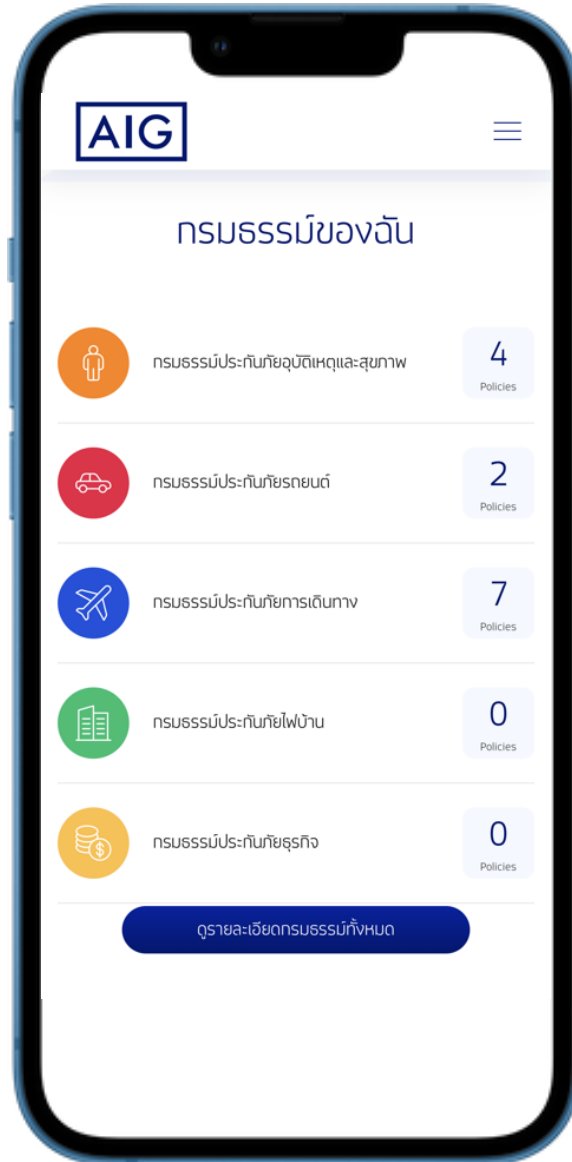 AIG
กรมธรรม์ของฉัน
กรมธรรม์ประกันภัยอุบัติเหตุและสุขภาพ
4
Policies
กรมธรรม์ประกันภัยรถยนต์
2
Policies
กรมธรรม์ประกันภัยการเดินทาง
7
Policies
กรมธรรม์ประกันภัยไฟบ้าน
0
Policies
กรมธรรม์ประกันภัยธุรกิจ
0
Policies
ดูรายละเอียดกรมธรรม์ทั้งหมด